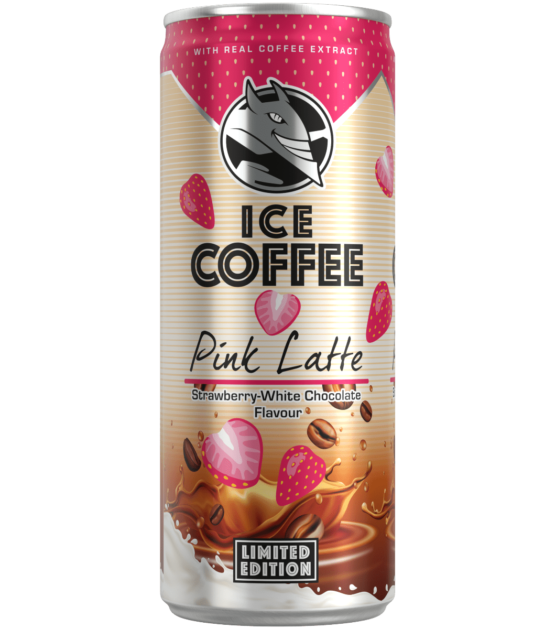 WITH REAL COFFEE EXTRACT
ICE
COFFEE
Pink Latte
Strawberry-White Chocolate
Flavour
LIMITED
EDITION